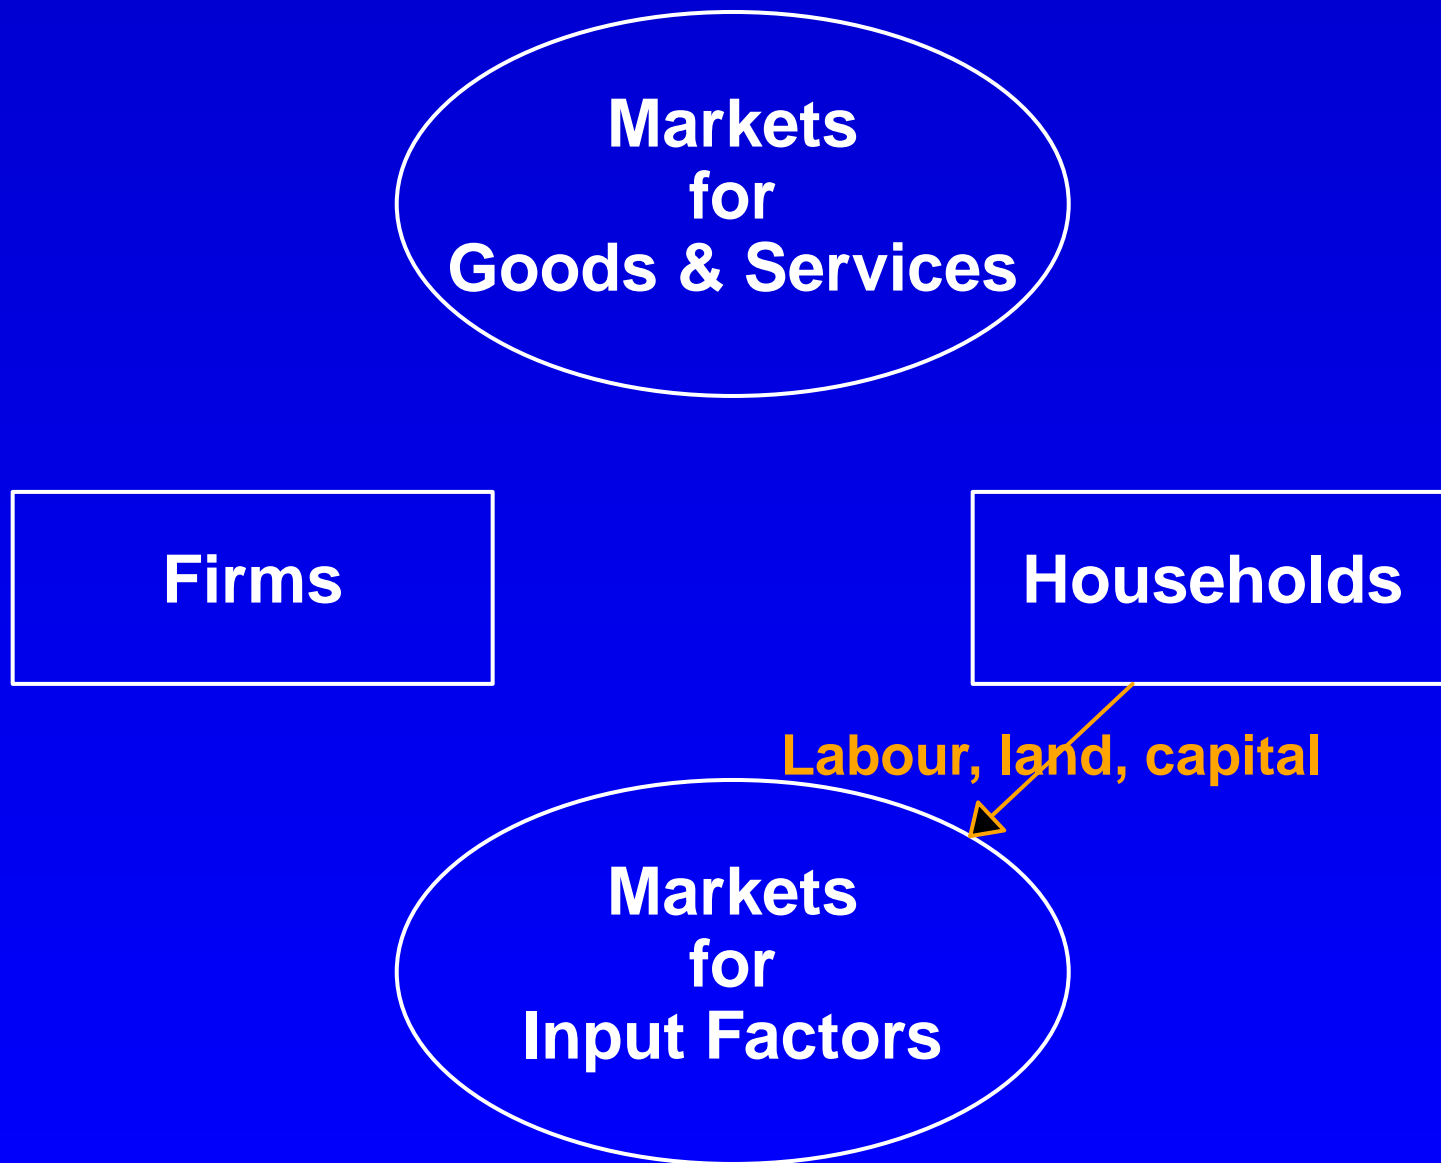 Markets
for
Goods & Services
Firms
Households
Labour, land, capital
Markets
for
Input Factors